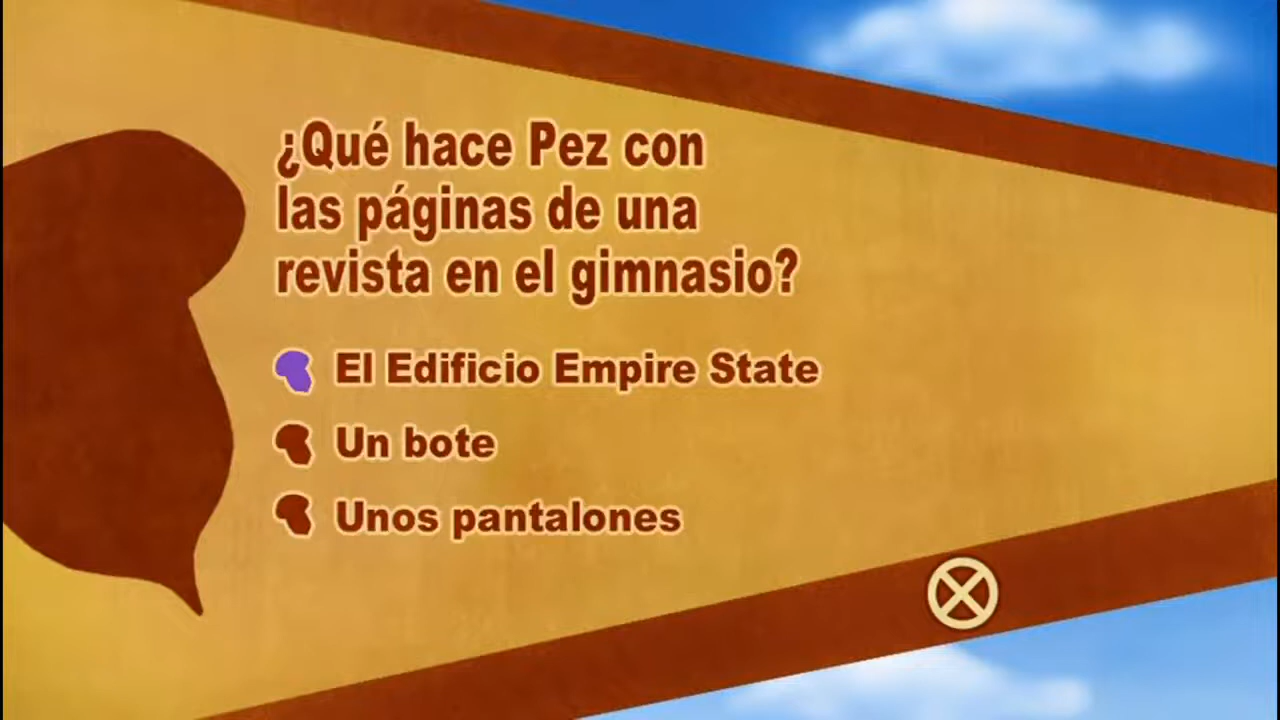 ¿Qué hace Pez con
las páginas de una
revista en el gimnasio?
El Edificio Empire State
Un bote
Unos pantalones